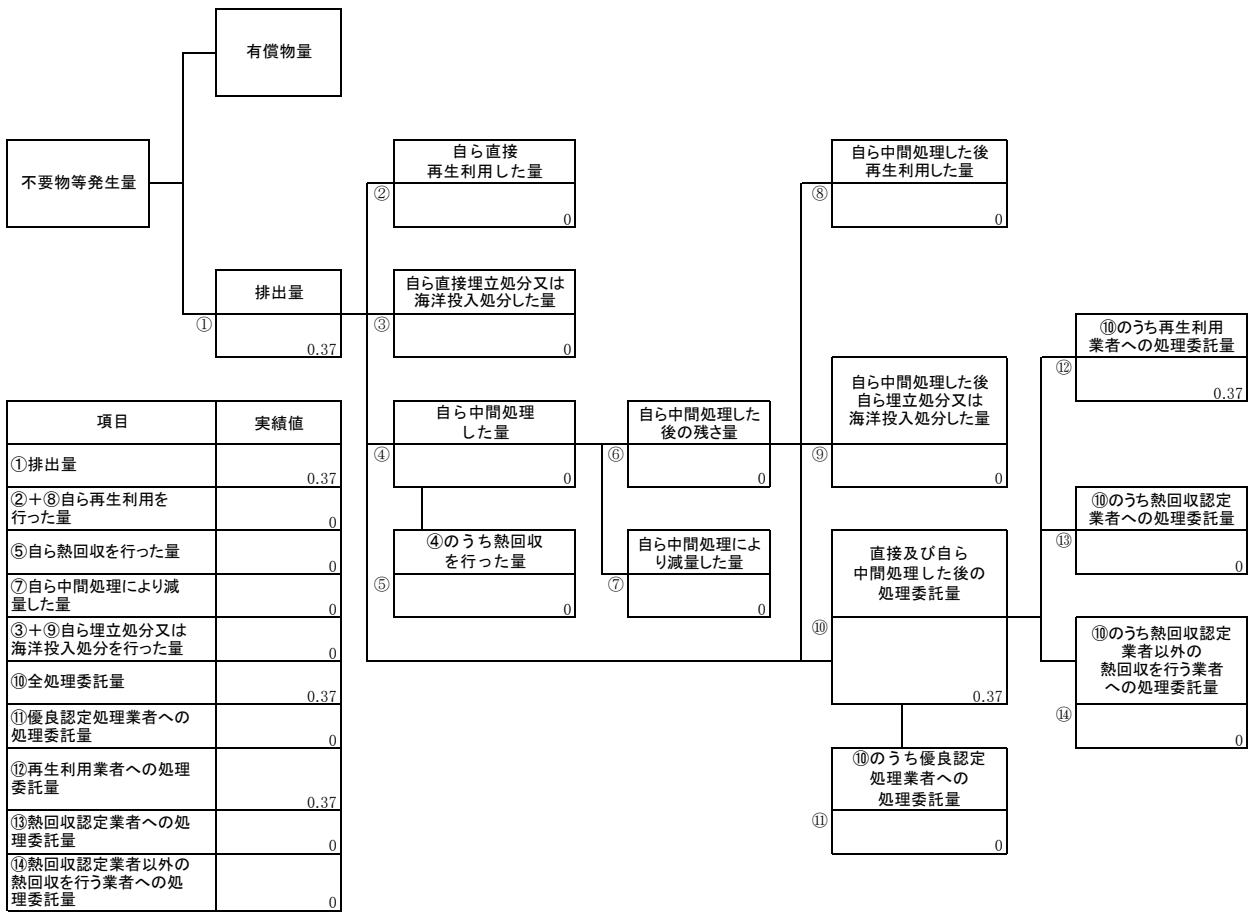 有償物量
不要物等発生量
排出量
①
0.37
自ら直接
再生利用した量
②
0
自ら直接埋立処分又は
海洋投入処分した量
③
0
自ら中間処理
した量
④
0
④のうち熱回収
を行った量
⑤
0
自ら中間処理した
後の残さ量
⑥
0
自ら中間処理によ
り減量した量
⑦
0
自ら中間処理した後
再生利用した量
⑧
0
自ら中間処理した後
自ら埋立処分又は
海洋投入処分した量
⑨
0
直接及び自ら
中間処理した後の
処理委託量
⑩
0.37
⑩のうち優良認定
処理業者への
処理委託量
⑪
0
⑩のうち再生利用
業者への処理委託量
⑫
0.37
⑩のうち熱回収認定
業者への処理委託量
⑬
0
⑩のうち熱回収認定
業者以外の
熱回収を行う業者
への処理委託量
⑭
0
項目 実績値
①排出量
0.37
②+⑧自ら再生利用を
行った量
0
⑤自ら熱回収を行った量
0
⑦自ら中間処理により減
量した量
0
③+⑨自ら埋立処分又は
海洋投入処分を行った量
0
⑩全処理委託量
0.37
⑪優良認定処理業者への
処理委託量
0
⑫再生利用業者への処理
委託量
0.37
⑬熱回収認定業者への処
理委託量
0
⑭熱回収認定業者以外の
熱回収を行う業者への処
理委託量
0